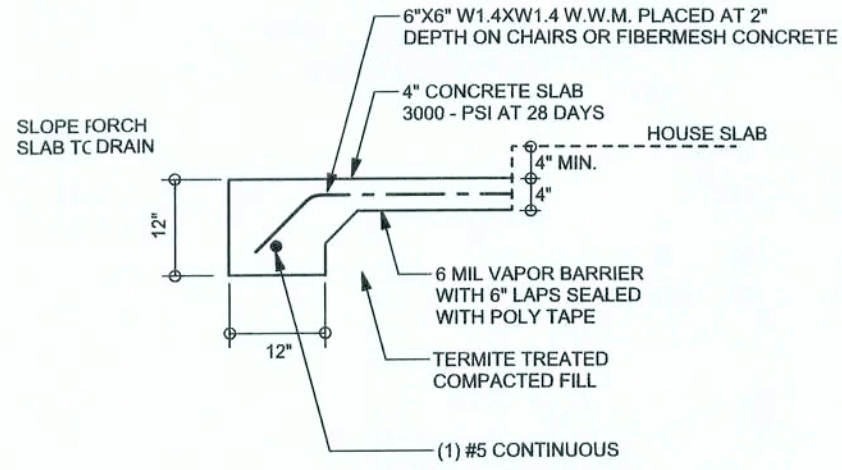 6"X6" W1.4XW1.4 W.W.M. PLACED AT 2"
DEPTH ON CHAIRS OR FIBERMESH CONCRETE
4" CONCRETE SLAB
3000 - PSI AT 28 DAYS
SLOPE PORCH
SLAB TO DRAIN
HOUSE SLAB
4" MIN.
4"
12"
6 MIL VAPOR BARRIER
WITH 6" LAPS SEALED
WITH POLY TAPE
12"
TERMITE TREATED
COMPACTED FILL
(1) #5 CONTINUOUS